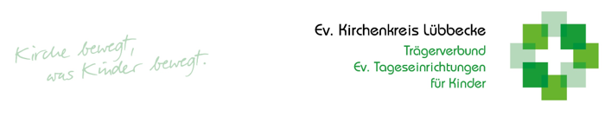 Kirche bewegt,
was Kinder bewegt.
Ev. Kirchenkreis Lübbecke
Trägerverbund
Ev. Tageseinrichtungen
für Kinder